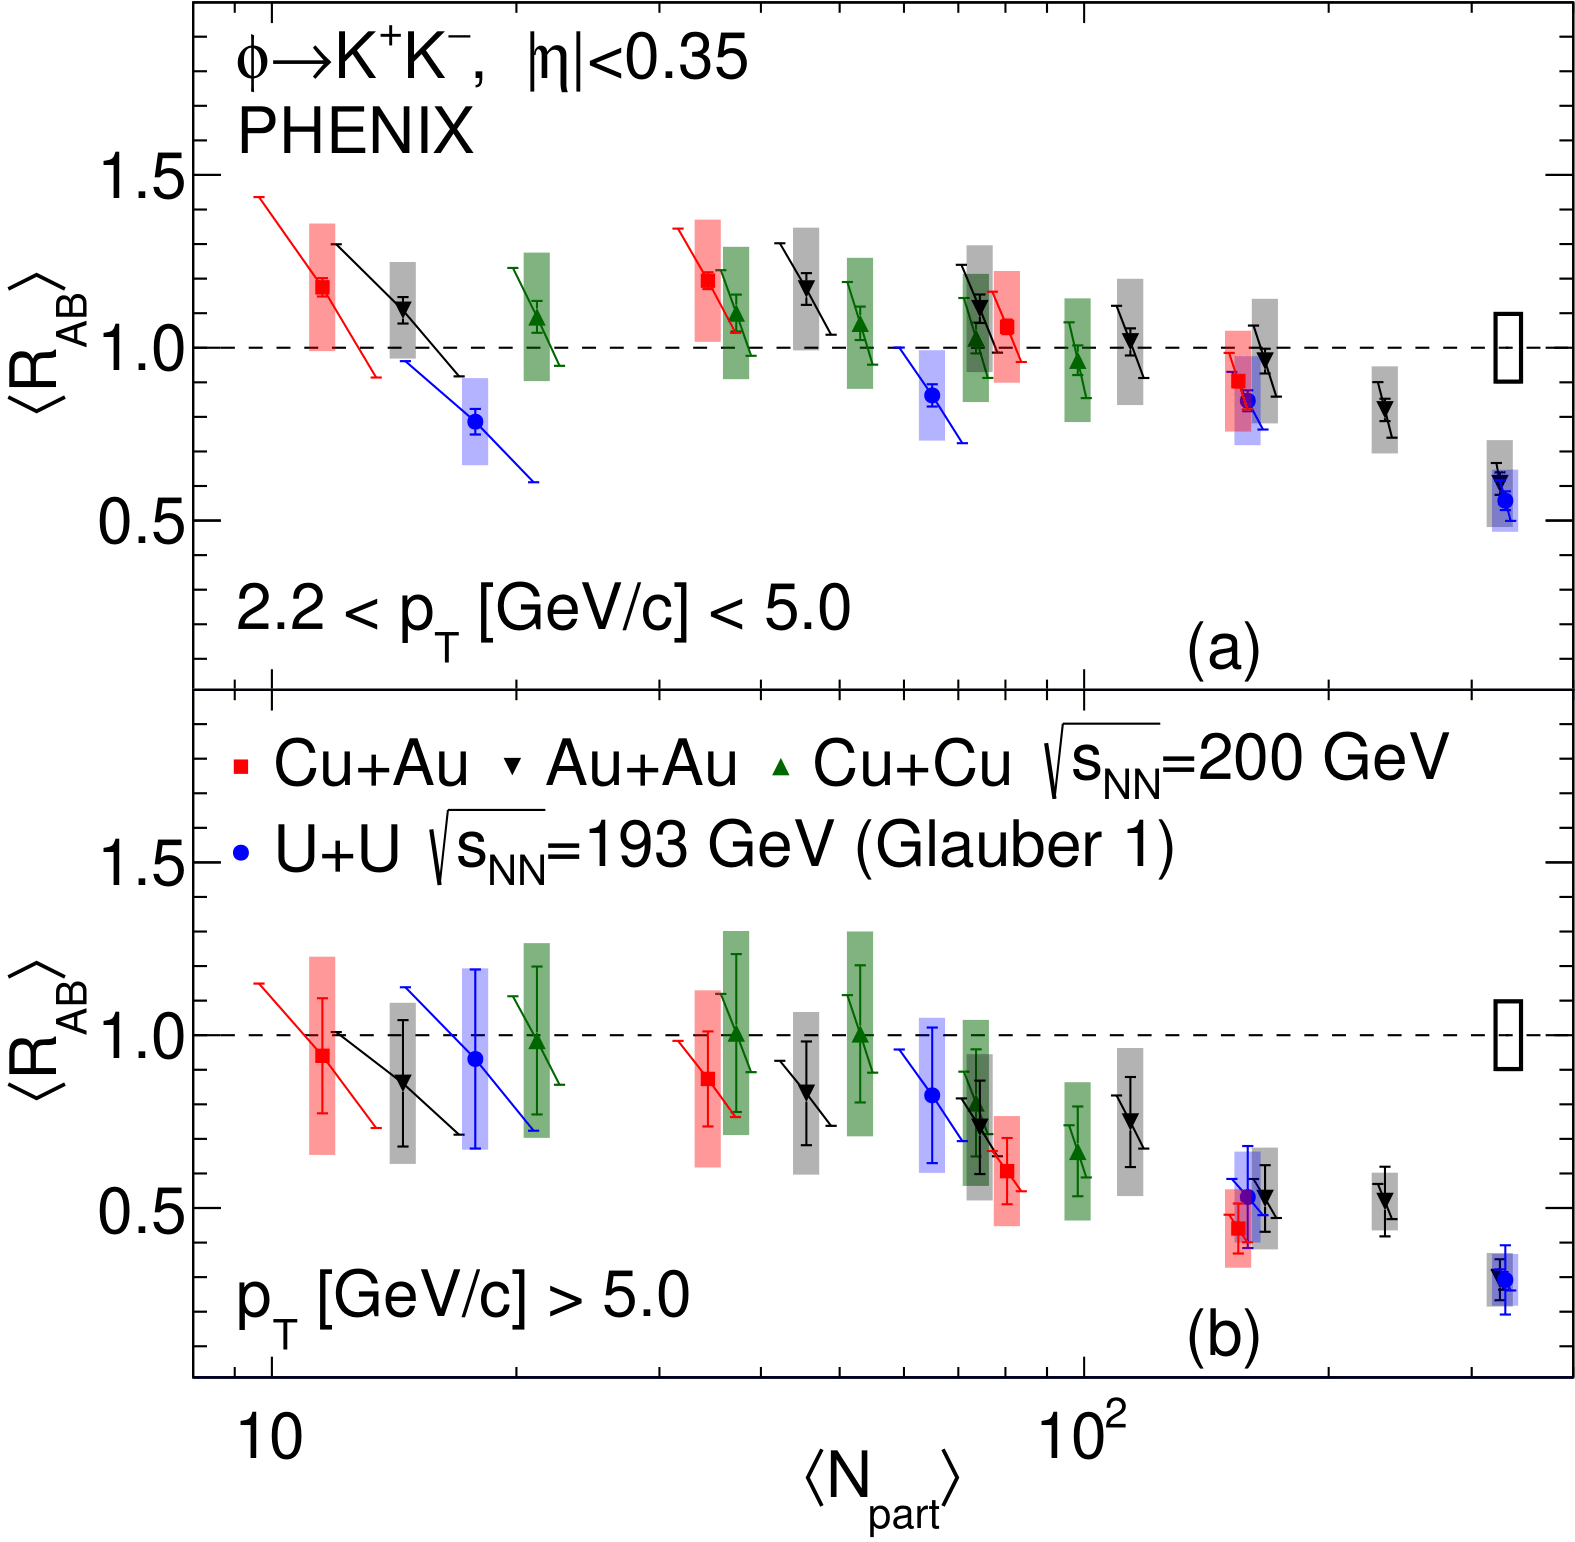 ϕ→K⁺K⁻, |η|<0.35
PHENIX
1.5
1.0
0.5
⟨R_AB⟩
2.2 < p_T [GeV/c] < 5.0
(a)
Cu+Au Au+Au Cu+Cu √s_NN=200 GeV
U+U √s_NN=193 GeV (Glauber 1)
1.5
1.0
0.5
⟨R_AB⟩
p_T [GeV/c] > 5.0
(b)
10 10²
⟨N_part⟩